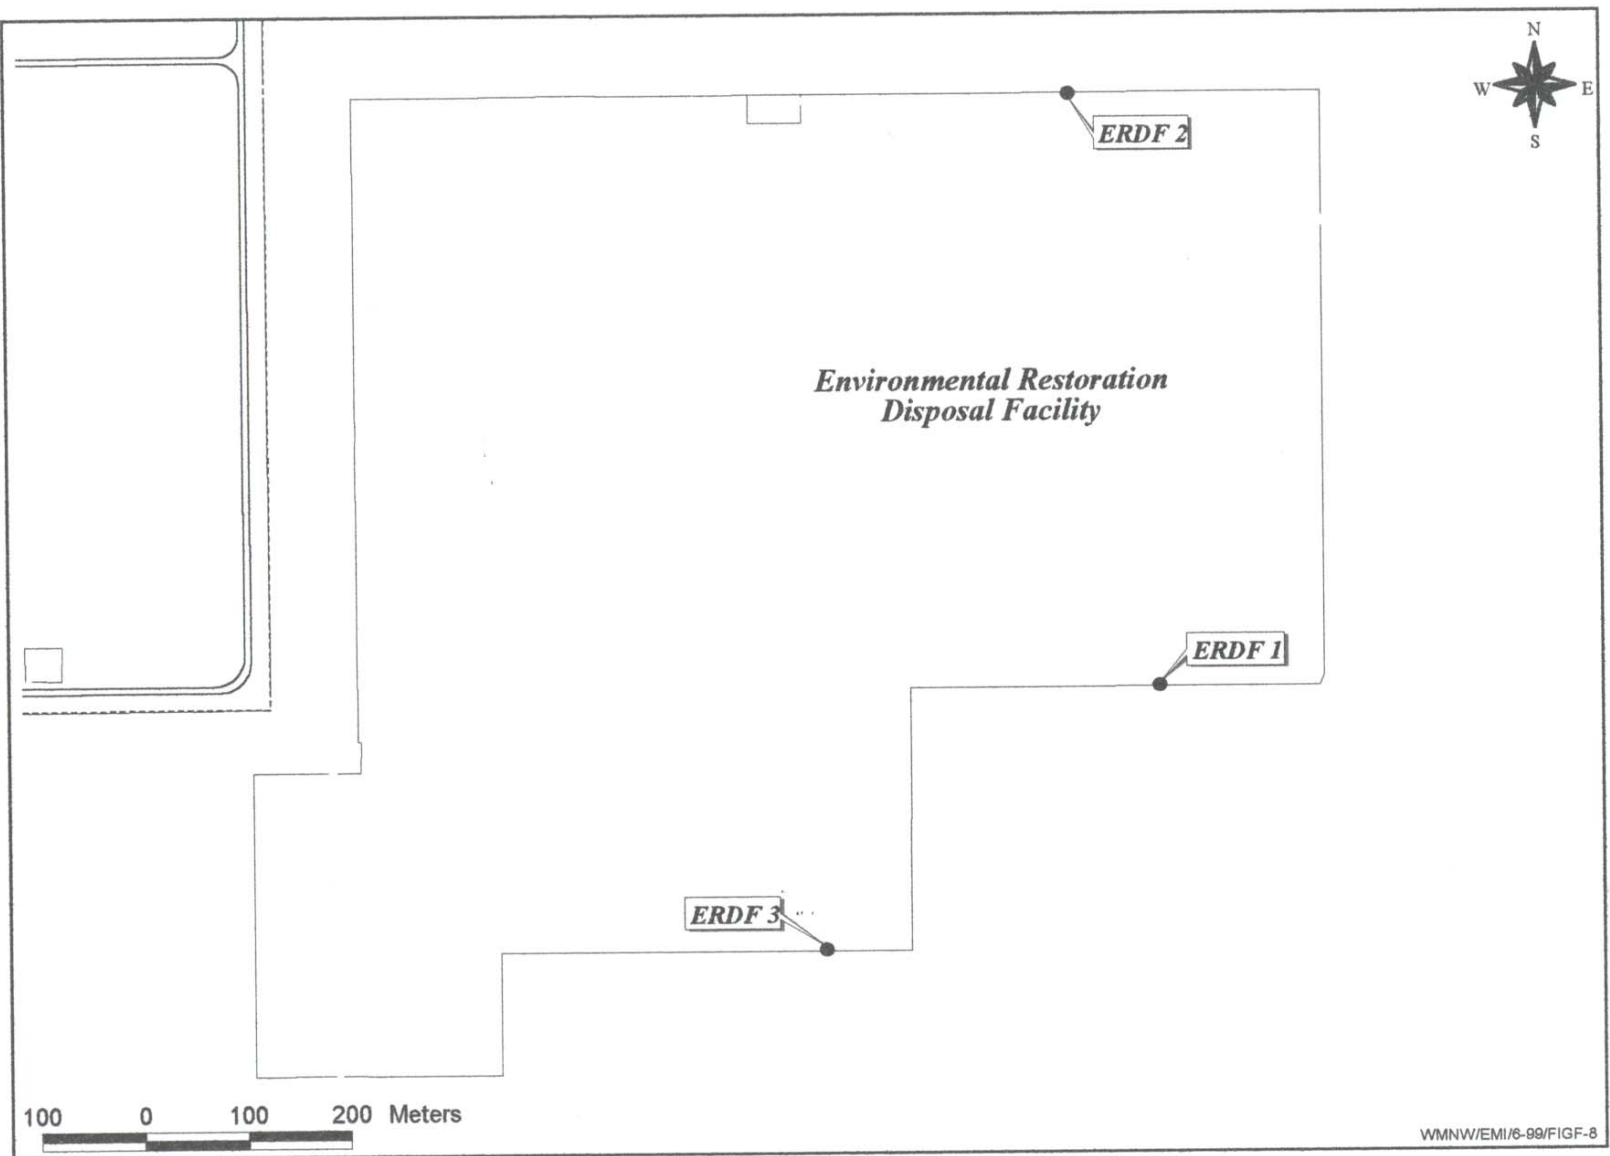 N
W E
S
ERDF 2
Environmental Restoration
Disposal Facility
ERDF 1
ERDF 3
100 0 100 200 Meters
WMNW/EMI/6-99/FIGF-8